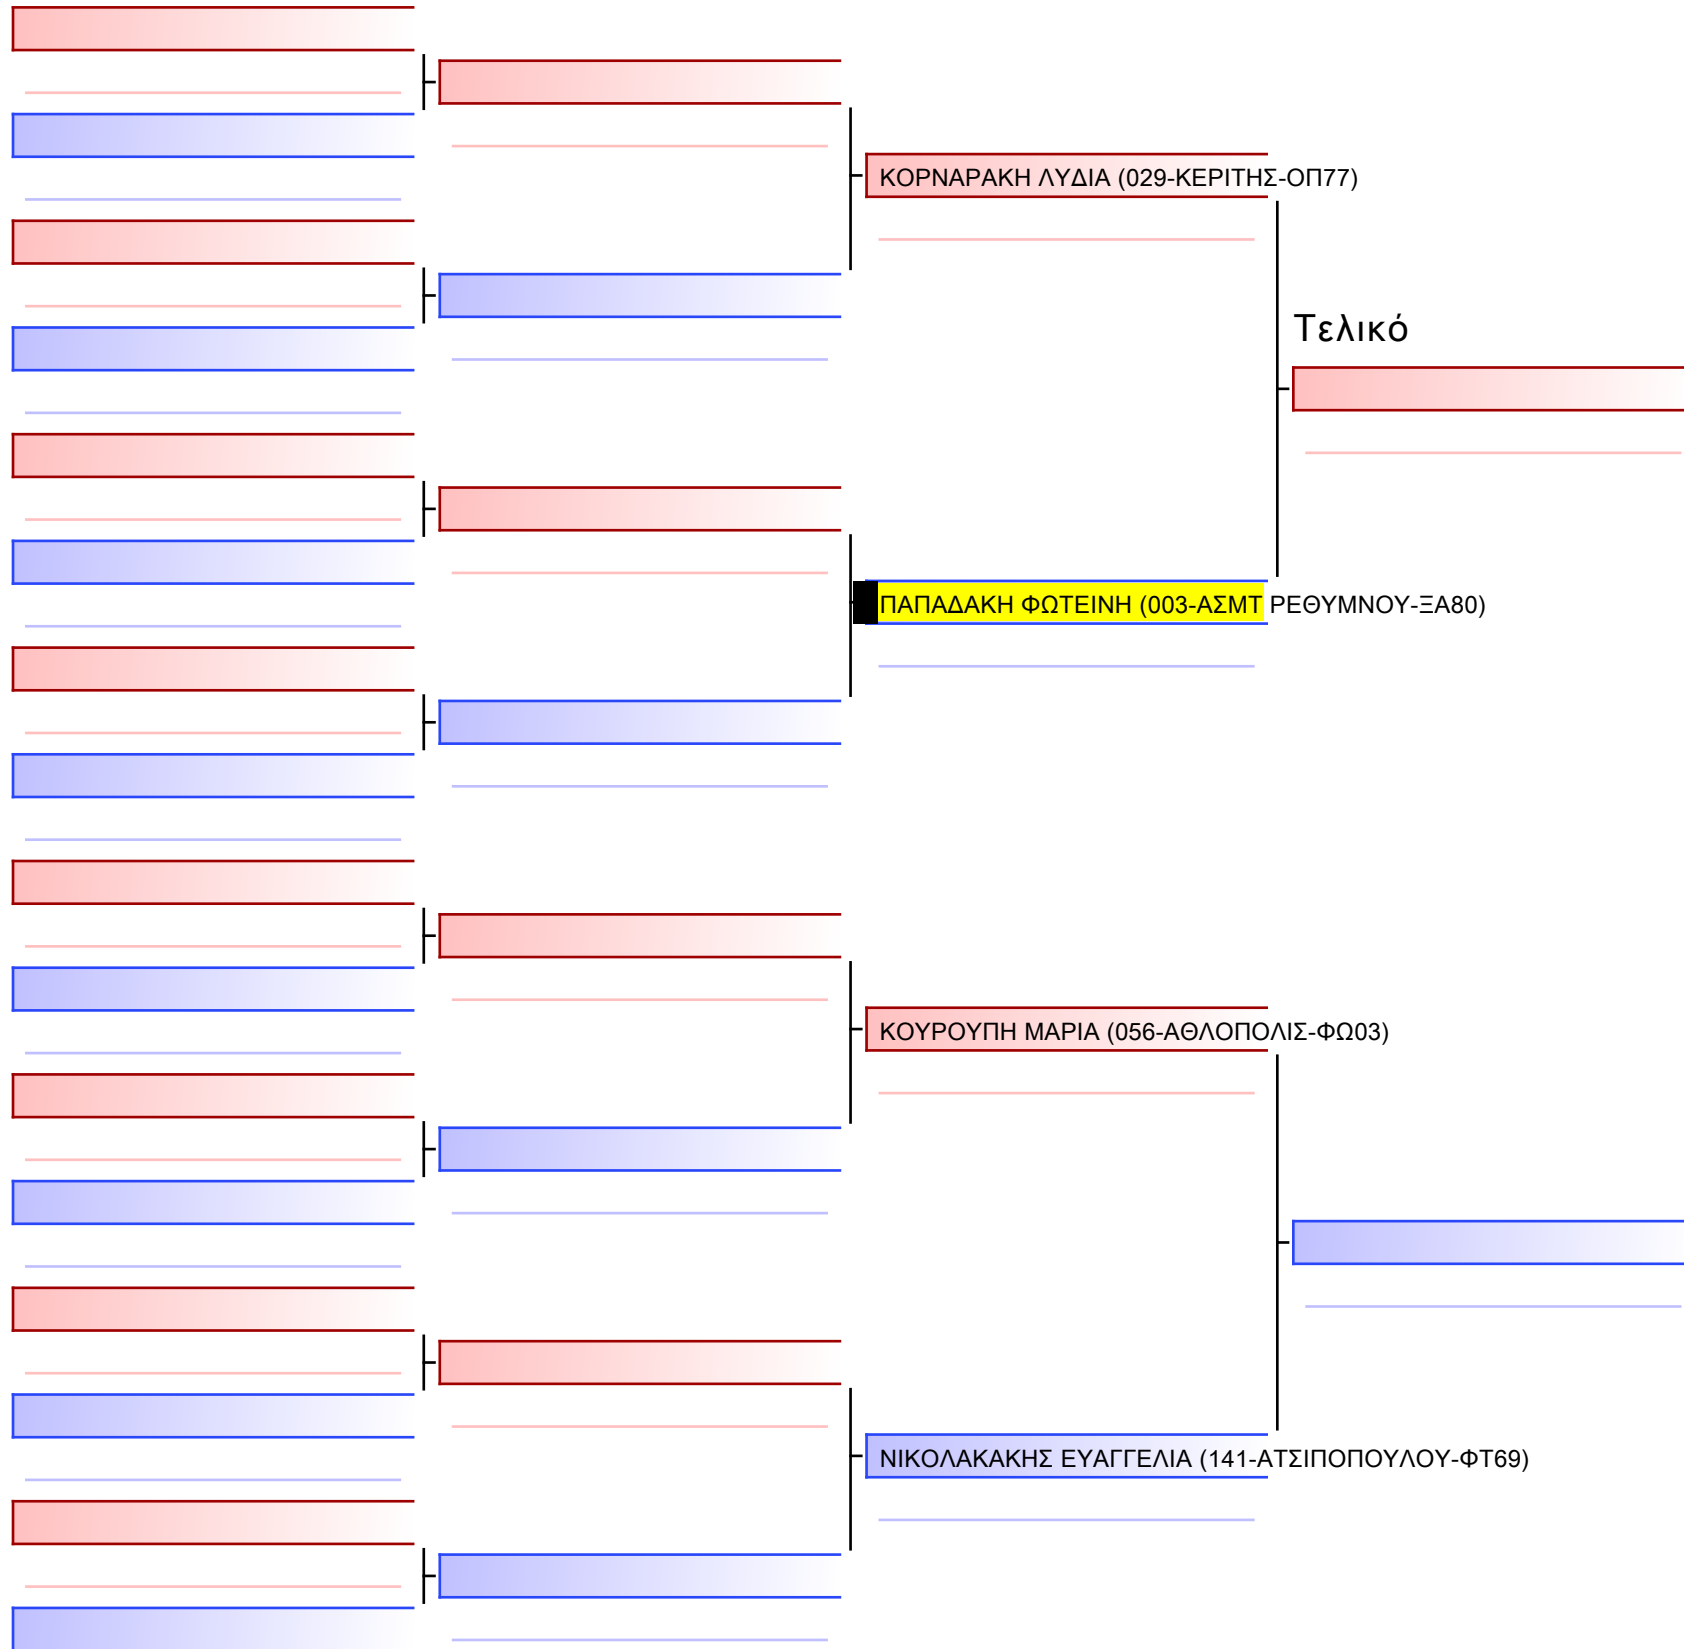 ΚΟΡΝΑΡΑΚΗ ΛΥΔΙΑ (029-ΚΕΡΙΤΗΣ-ΟΠ77)
Τελικό
ΠΑΠΑΔΑΚΗ ΦΩΤΕΙΝΗ (003-ΑΣΜΤ ΡΕΘΥΜΝΟΥ-ΞΑ80)
ΚΟΥΡΟΥΠΗ ΜΑΡΙΑ (056-ΑΘΛΟΠΟΛΙΣ-ΦΩ03)
ΝΙΚΟΛΑΚΑΚΗΣ ΕΥΑΓΓΕΛΙΑ (141-ΑΤΣΙΠΟΠΟΥΛΟΥ-ΦΤ69)